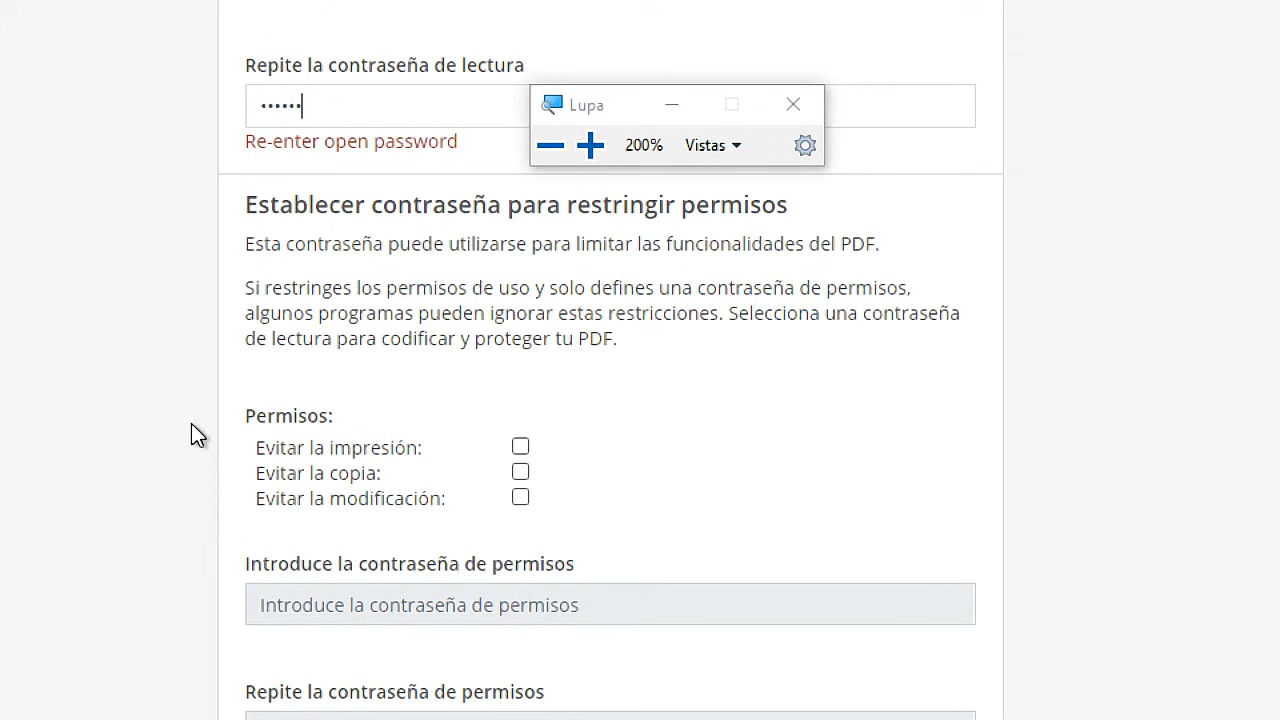 Repite la contraseña de lectura
••••••
Lupa
Re-enter open password
200% Vistas
Establecer contraseña para restringir permisos
Esta contraseña puede utilizarse para limitar las funcionalidades del PDF.
Si restringes los permisos de uso y solo defines una contraseña de permisos,
algunos programas pueden ignorar estas restricciones. Selecciona una contraseña
de lectura para codificar y proteger tu PDF.
Permisos:
Evitar la impresión:
Evitar la copia:
Evitar la modificación:
Introduce la contraseña de permisos
Introduce la contraseña de permisos
Repite la contraseña de permisos